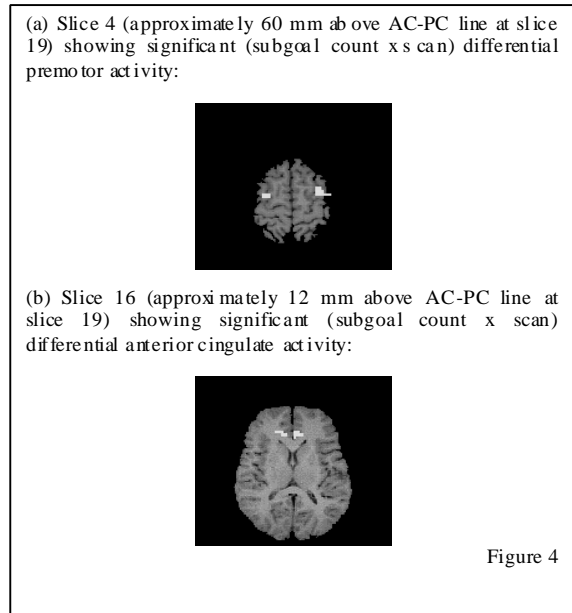 (a) Slice 4 (approximately 60 mm above AC-PC line at slice
19) showing significant (subgoal count x scan) differential
premotor activity:
(b) Slice 16 (approximately 12 mm above AC-PC line at
slice 19) showing significant (subgoal count x scan)
differential anterior cingulate activity:
Figure 4